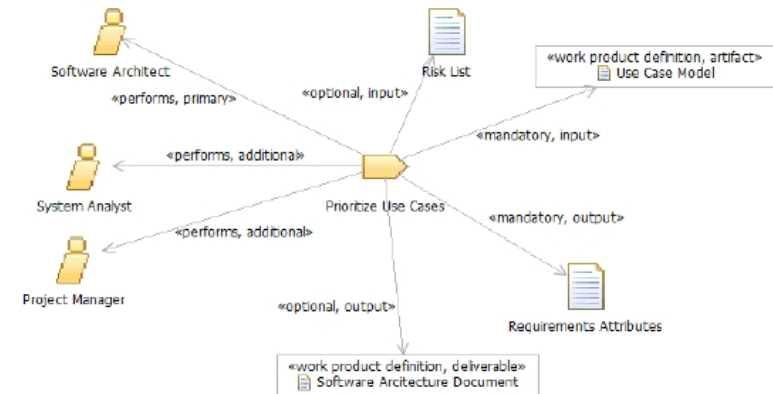 «work product definition, artifact»
Use Case Model
Software Architect
Risk List
«performs, primary»
«optional, input»
«mandatory, input»
«performs, additional»
System Analyst
Prioritize Use Cases
«mandatory, output»
«performs, additional»
Project Manager
«optional, output»
Requirements Attributes
«work product definition, deliverable»
Software Arcitecture Document